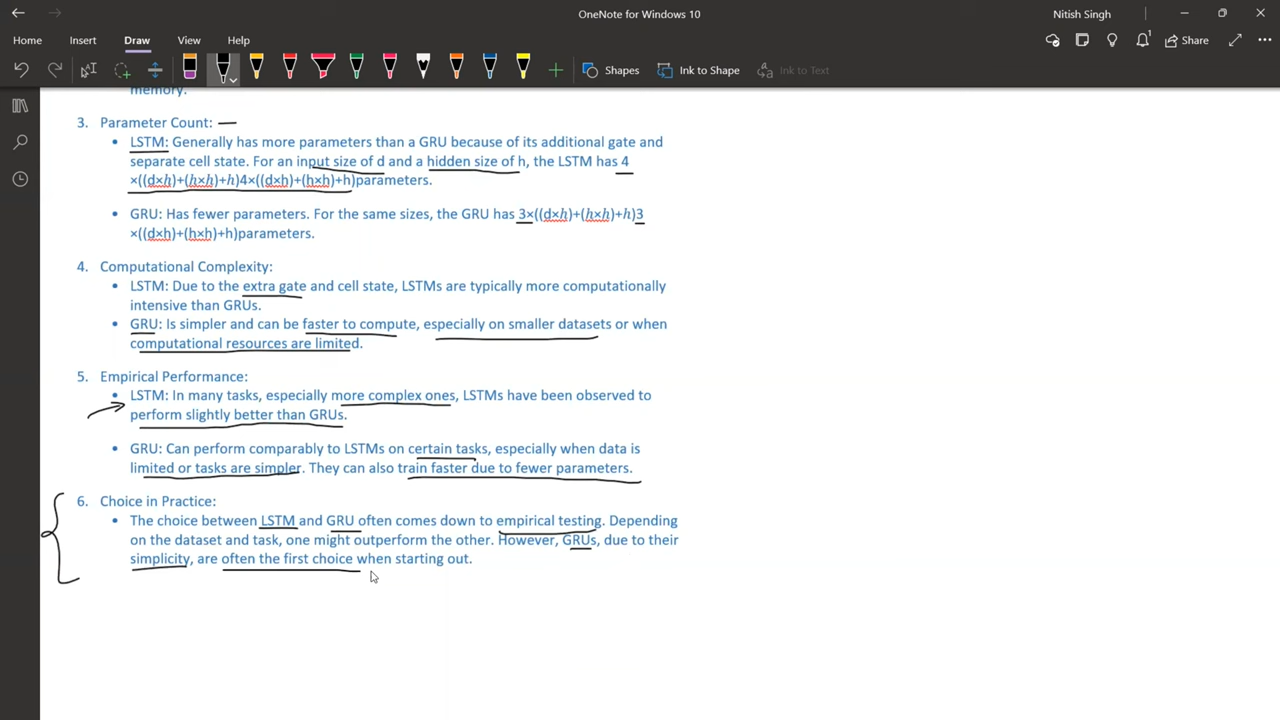 OneNote for Windows 10
Nitish Singh
Home Insert Draw View Help
Share
Shapes Ink to Shape Ink to Text
memory.
3. Parameter Count:
• LSTM: Generally has more parameters than a GRU because of its additional gate and
separate cell state. For an input size of d and a hidden size of h, the LSTM has 4
×((d×ℎ)+(ℎ×ℎ)+ℎ)4×((d×h)+(h×h)+h)parameters.
• GRU: Has fewer parameters. For the same sizes, the GRU has 3×((d×ℎ)+(ℎ×ℎ)+ℎ)3
×((d×h)+(h×h)+h)parameters.
4. Computational Complexity:
• LSTM: Due to the extra gate and cell state, LSTMs are typically more computationally
intensive than GRUs.
• GRU: Is simpler and can be faster to compute, especially on smaller datasets or when
computational resources are limited.
5. Empirical Performance:
• LSTM: In many tasks, especially more complex ones, LSTMs have been observed to
perform slightly better than GRUs.
• GRU: Can perform comparably to LSTMs on certain tasks, especially when data is
limited or tasks are simpler. They can also train faster due to fewer parameters.
6. Choice in Practice:
• The choice between LSTM and GRU often comes down to empirical testing. Depending
on the dataset and task, one might outperform the other. However, GRUs, due to their
simplicity, are often the first choice when starting out.